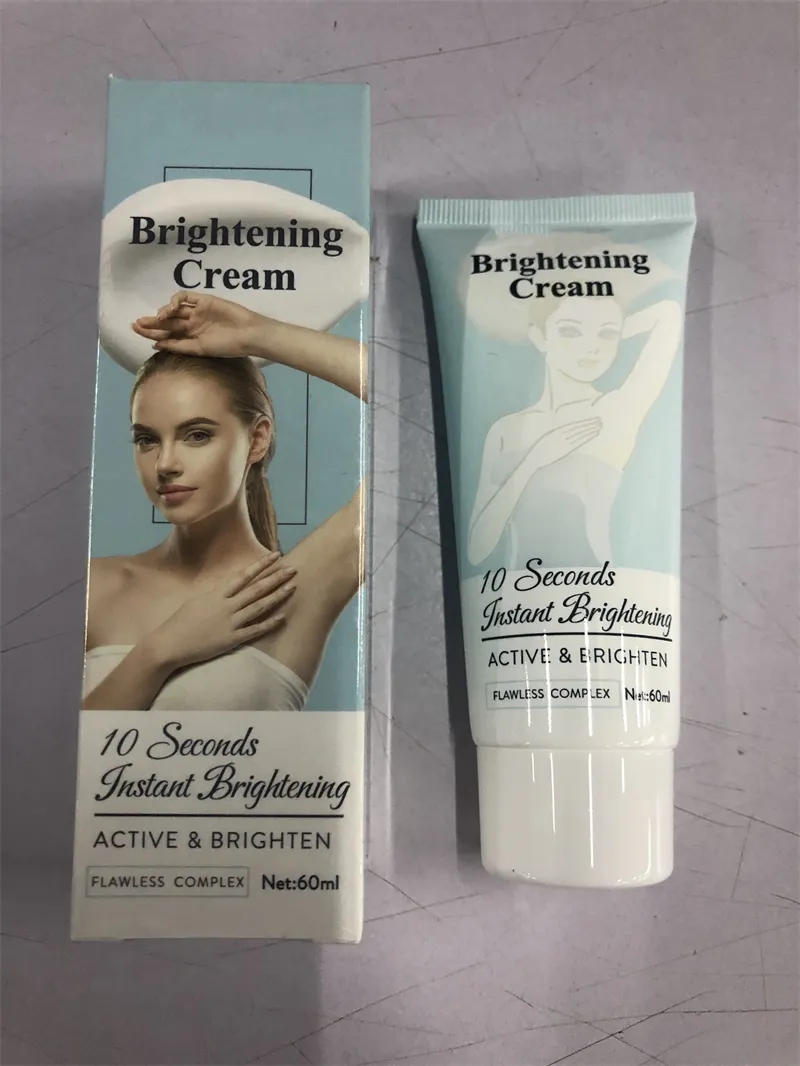 Brightening
Cream
10 Seconds
Instant Brightening
ACTIVE & BRIGHTEN
FLAWLESS COMPLEX Net:60ml
Brightening
Cream
10 Seconds
Instant Brightening
ACTIVE & BRIGHTEN
FLAWLESS COMPLEX Net:60ml